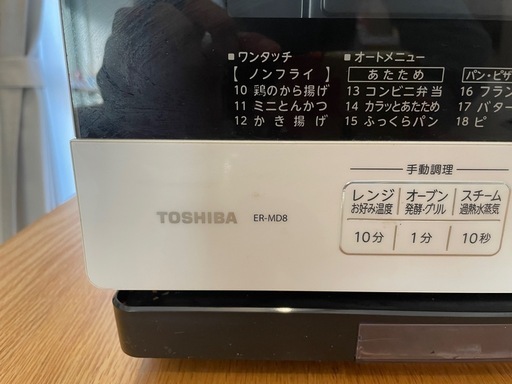 ■ワンタッチ
【ノンフライ】
10 鶏のから揚げ
11 ミニとんかつ
12 かき揚げ
■オートメニュー
あたため
13 コンビニ弁当
14 カラッとあたため
15 ふっくらパン
パン・ピザ
16 フラン
17 バター
18 ピ
手動調理
レンジ
お好み温度
オーブン
発酵・グリル
スチーム
過熱水蒸気
10分
1分
10秒
TOSHIBA ER-MD8